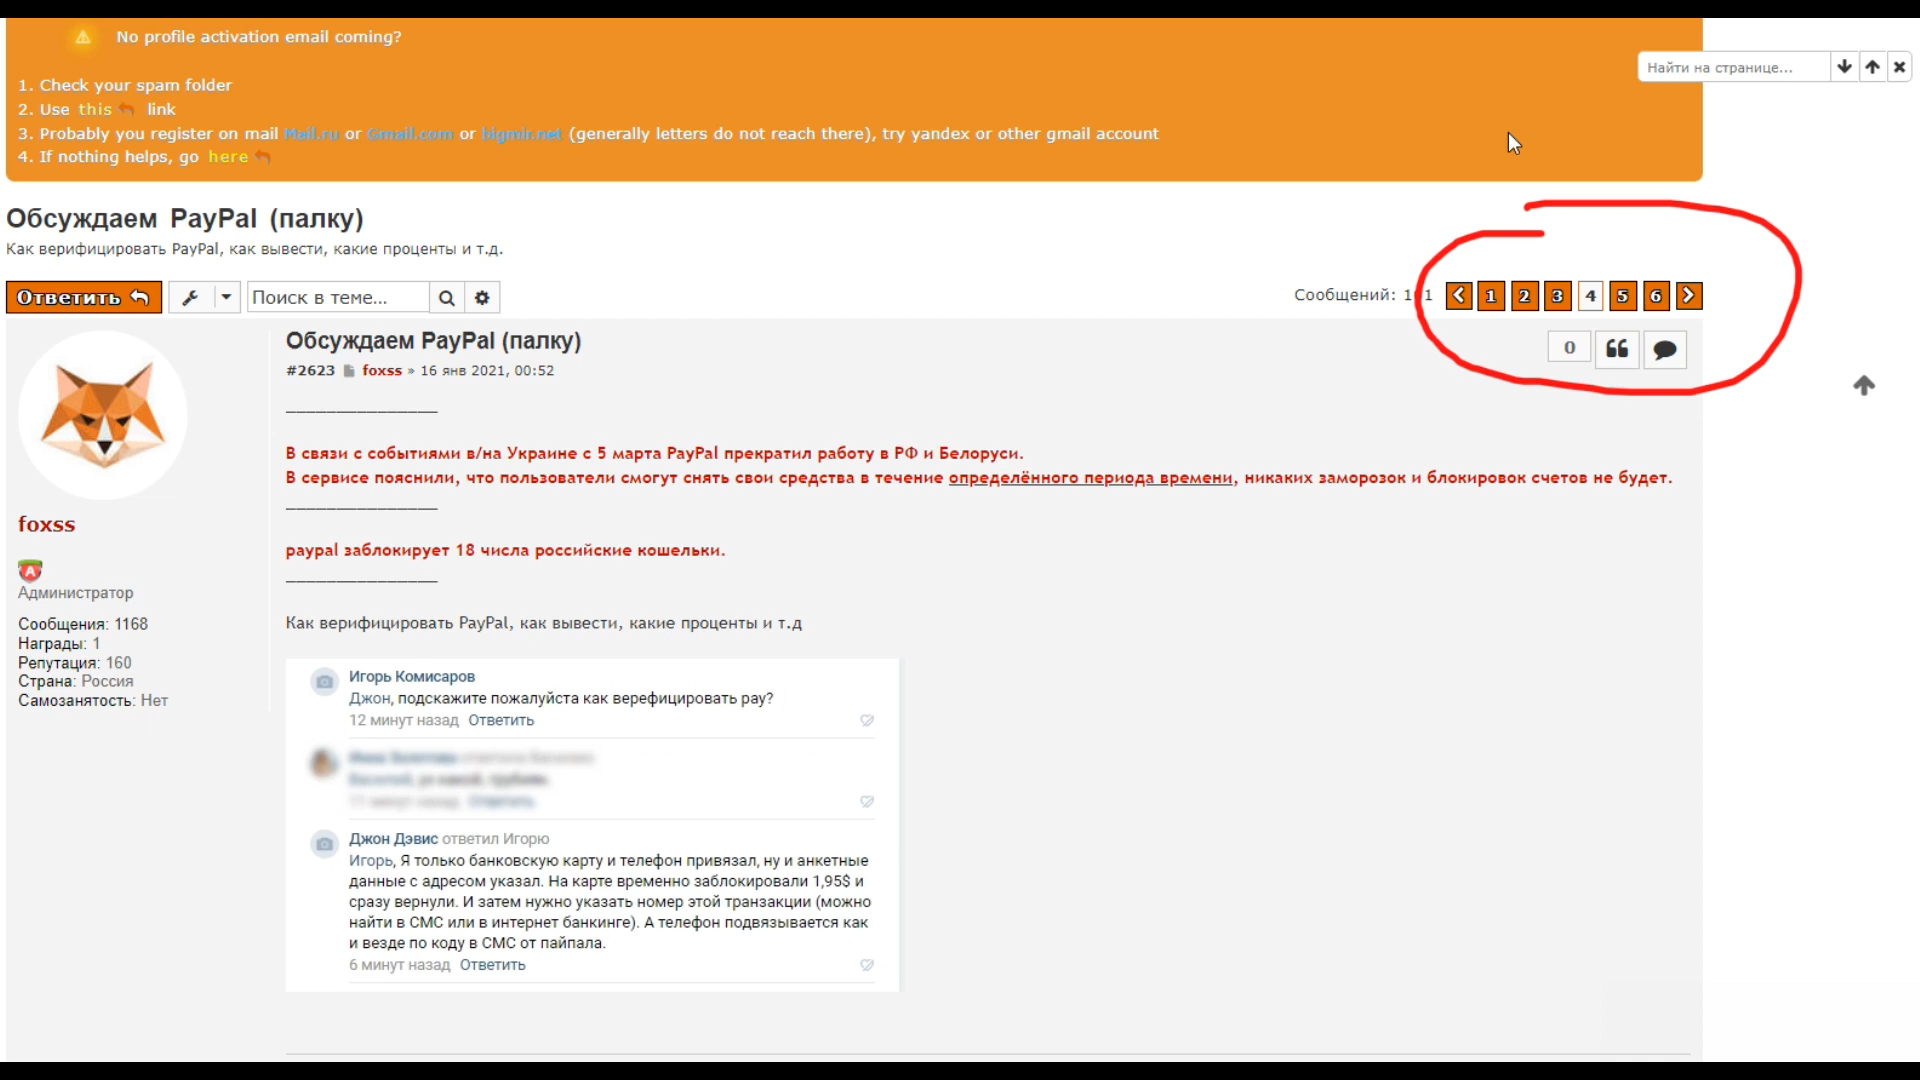 No profile activation email coming?
1. Check your spam folder
2. Use this link
3. Probably you register on mail Mail.ru or Gmail.com or bigmir.net (generally letters do not reach there), try yandex or other gmail account
4. If nothing helps, go here
Найти на странице...
Обсуждаем PayPal (палку)
Как верифицировать PayPal, как вывести, какие проценты и т.д.
Ответить
Поиск в теме...
Сообщений:
1 2 3 4 5 6
Обсуждаем PayPal (палку)
#2623 foxss » 16 янв 2021, 00:52
0
В связи с событиями в/на Украине с 5 марта PayPal прекратил работу в РФ и Белоруси.
В сервисе пояснили, что пользователи смогут снять свои средства в течение определённого периода времени, никаких заморозок и блокировок счетов не будет.
paypal заблокирует 18 числа российские кошельки.
Как верифицировать PayPal, как вывести, какие проценты и т.д
foxss
Администратор
Сообщения: 1168
Награды: 1
Репутация: 160
Страна: Россия
Самозанятость: Нет
Игорь Комисаров
Джон, подскажите пожалуйста как верефицировать pay?
12 минут назад Ответить
Джон Дэвис ответил Игорю
Игорь, Я только банковскую карту и телефон привязал, ну и анкетные
данные с адресом указал. На карте временно заблокировали 1,95$ и
сразу вернули. И затем нужно указать номер этой транзакции (можно
найти в СМС или в интернет банкинге). А телефон подвязывается как
и везде по коду в СМС от пайпала.
6 минут назад Ответить